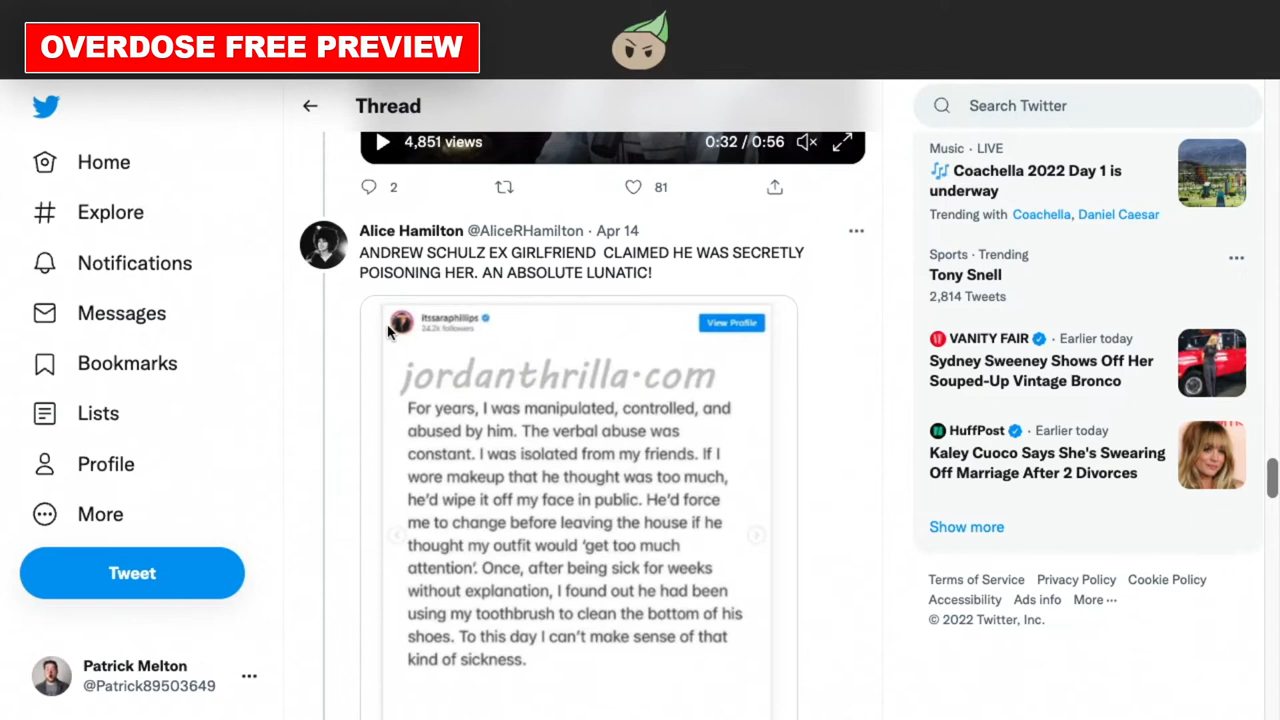 OVERDOSE FREE PREVIEW
Home
Explore
Notifications
Messages
Bookmarks
Lists
Profile
More
Tweet
Patrick Melton
@Patrick89503649
Thread
4,851 views
0:32 / 0:56
2
81
Alice Hamilton @AliceRHamilton · Apr 14
ANDREW SCHULZ EX GIRLFRIEND CLAIMED HE WAS SECRETLY
POISONING HER. AN ABSOLUTE LUNATIC!
itssaraphillips
24.2k followers
View Profile
jordanthrilla.com
For years, I was manipulated, controlled, and
abused by him. The verbal abuse was
constant. I was isolated from my friends. If I
wore makeup that he thought was too much,
he'd wipe it off my face in public. He'd force
me to change before leaving the house if he
thought my outfit would 'get too much
attention'. Once, after being sick for weeks
without explanation, I found out he had been
using my toothbrush to clean the bottom of his
shoes. To this day I can't make sense of that
kind of sickness.
Search Twitter
Music · LIVE
Coachella 2022 Day 1 is
underway
Trending with Coachella, Daniel Caesar
Sports · Trending
Tony Snell
2,814 Tweets
VANITY FAIR · Earlier today
Sydney Sweeney Shows Off Her
Souped-Up Vintage Bronco
HuffPost · Earlier today
Kaley Cuoco Says She's Swearing
Off Marriage After 2 Divorces
Show more
Terms of Service Privacy Policy Cookie Policy
Accessibility Ads info More ···
© 2022 Twitter, Inc.